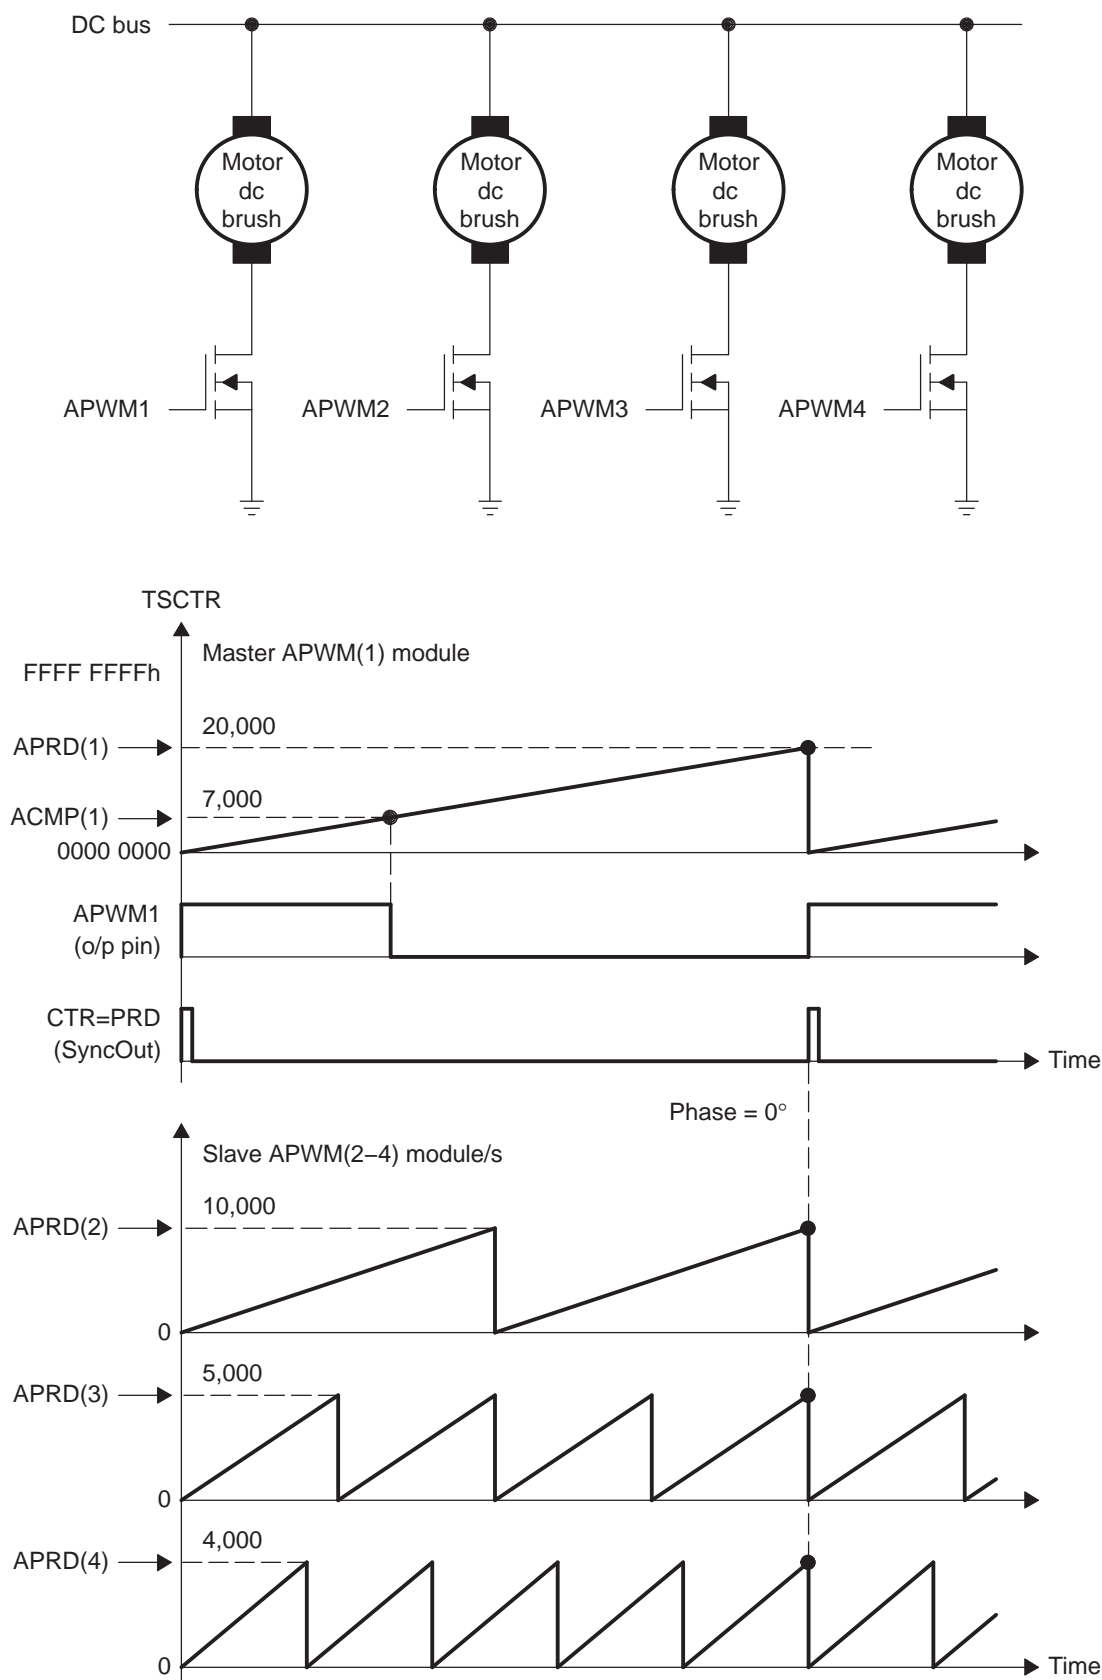 DC bus
Motor
dc
brush
Motor
dc
brush
Motor
dc
brush
Motor
dc
brush
APWM1
APWM2
APWM3
APWM4
TSCTR
Master APWM(1) module
FFFF FFFFh
20,000
APRD(1)
7,000
ACMP(1)
0000 0000
APWM1
(o/p pin)
CTR=PRD
(SyncOut)
Time
Phase = 0°
Slave APWM(2−4) module/s
10,000
APRD(2)
0
5,000
APRD(3)
0
4,000
APRD(4)
0
Time